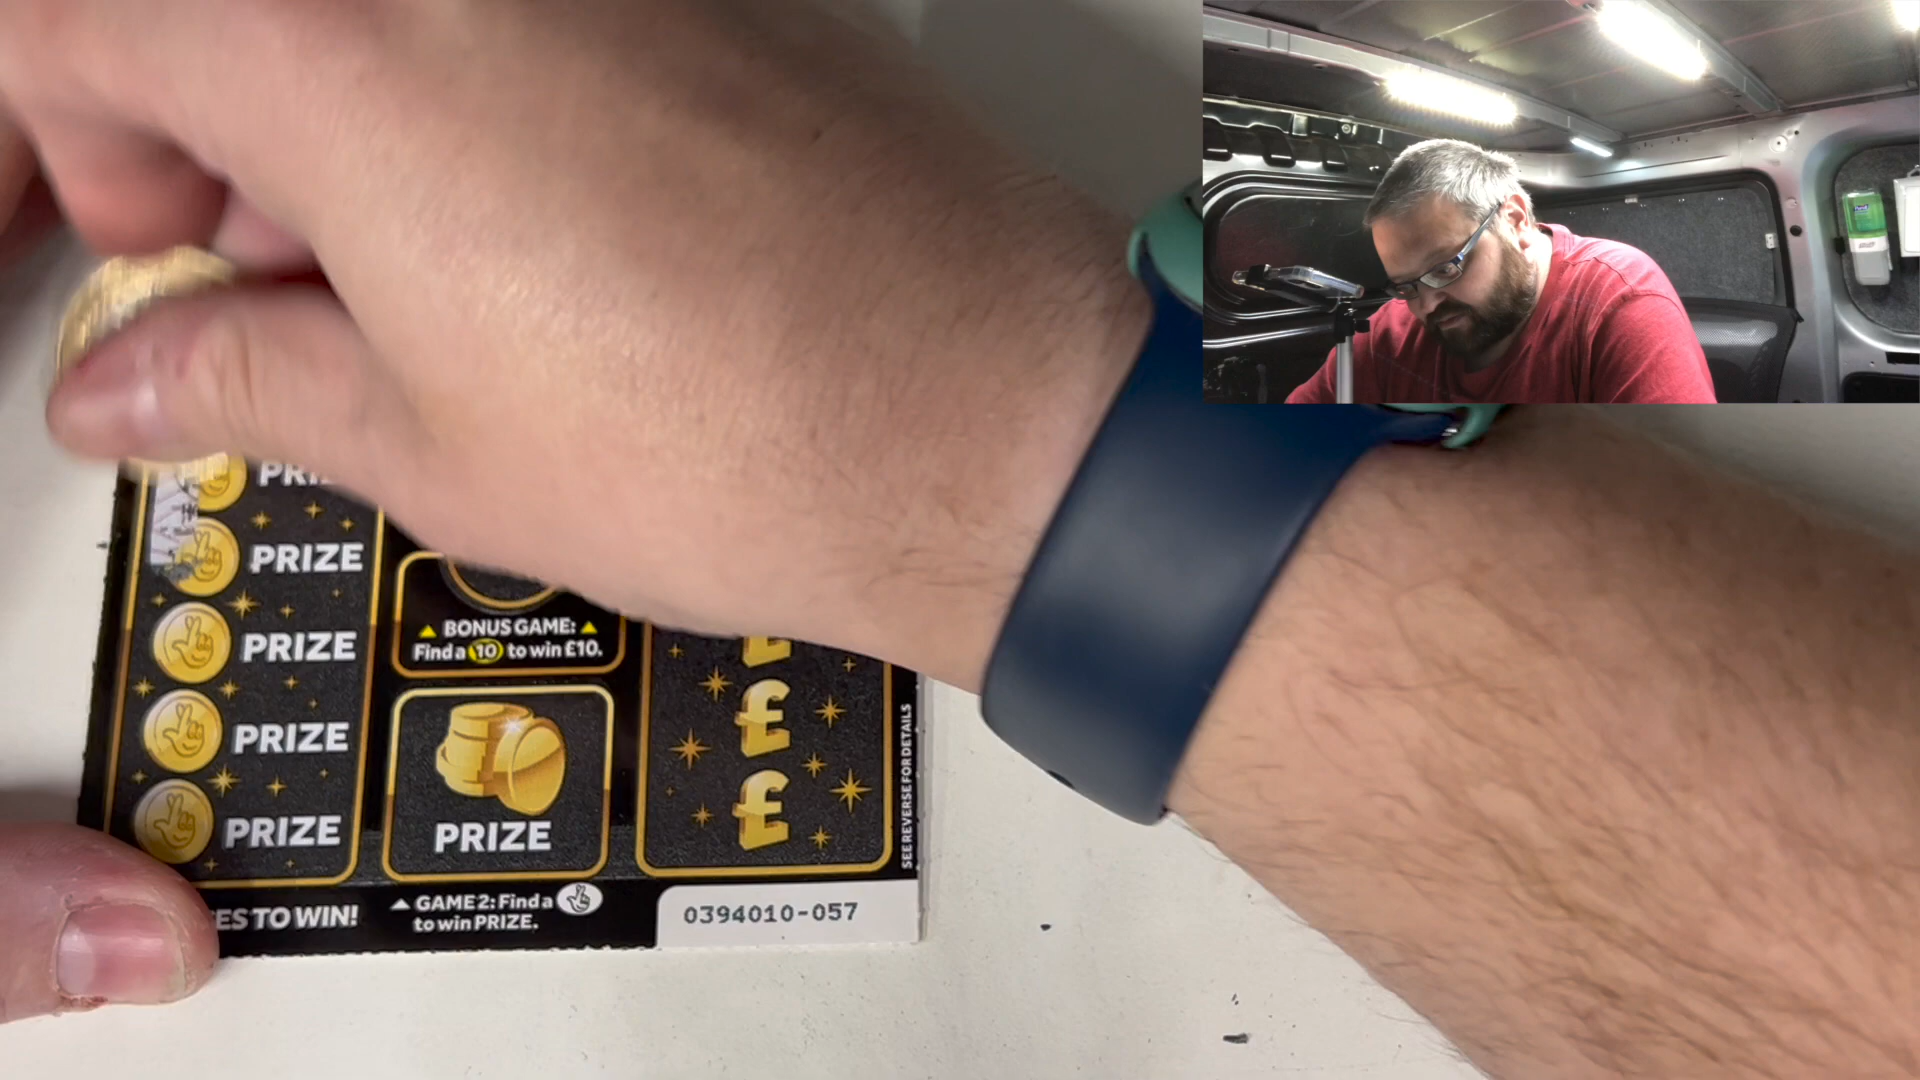 PRI
PRIZE
PRIZE
PRIZE
PRIZE
BONUS GAME:
Find a 10 to win £10.
PRIZE
£
£
SEE REVERSE FOR DETAILS
ES TO WIN!
GAME 2: Find a
to win PRIZE.
0394010-057